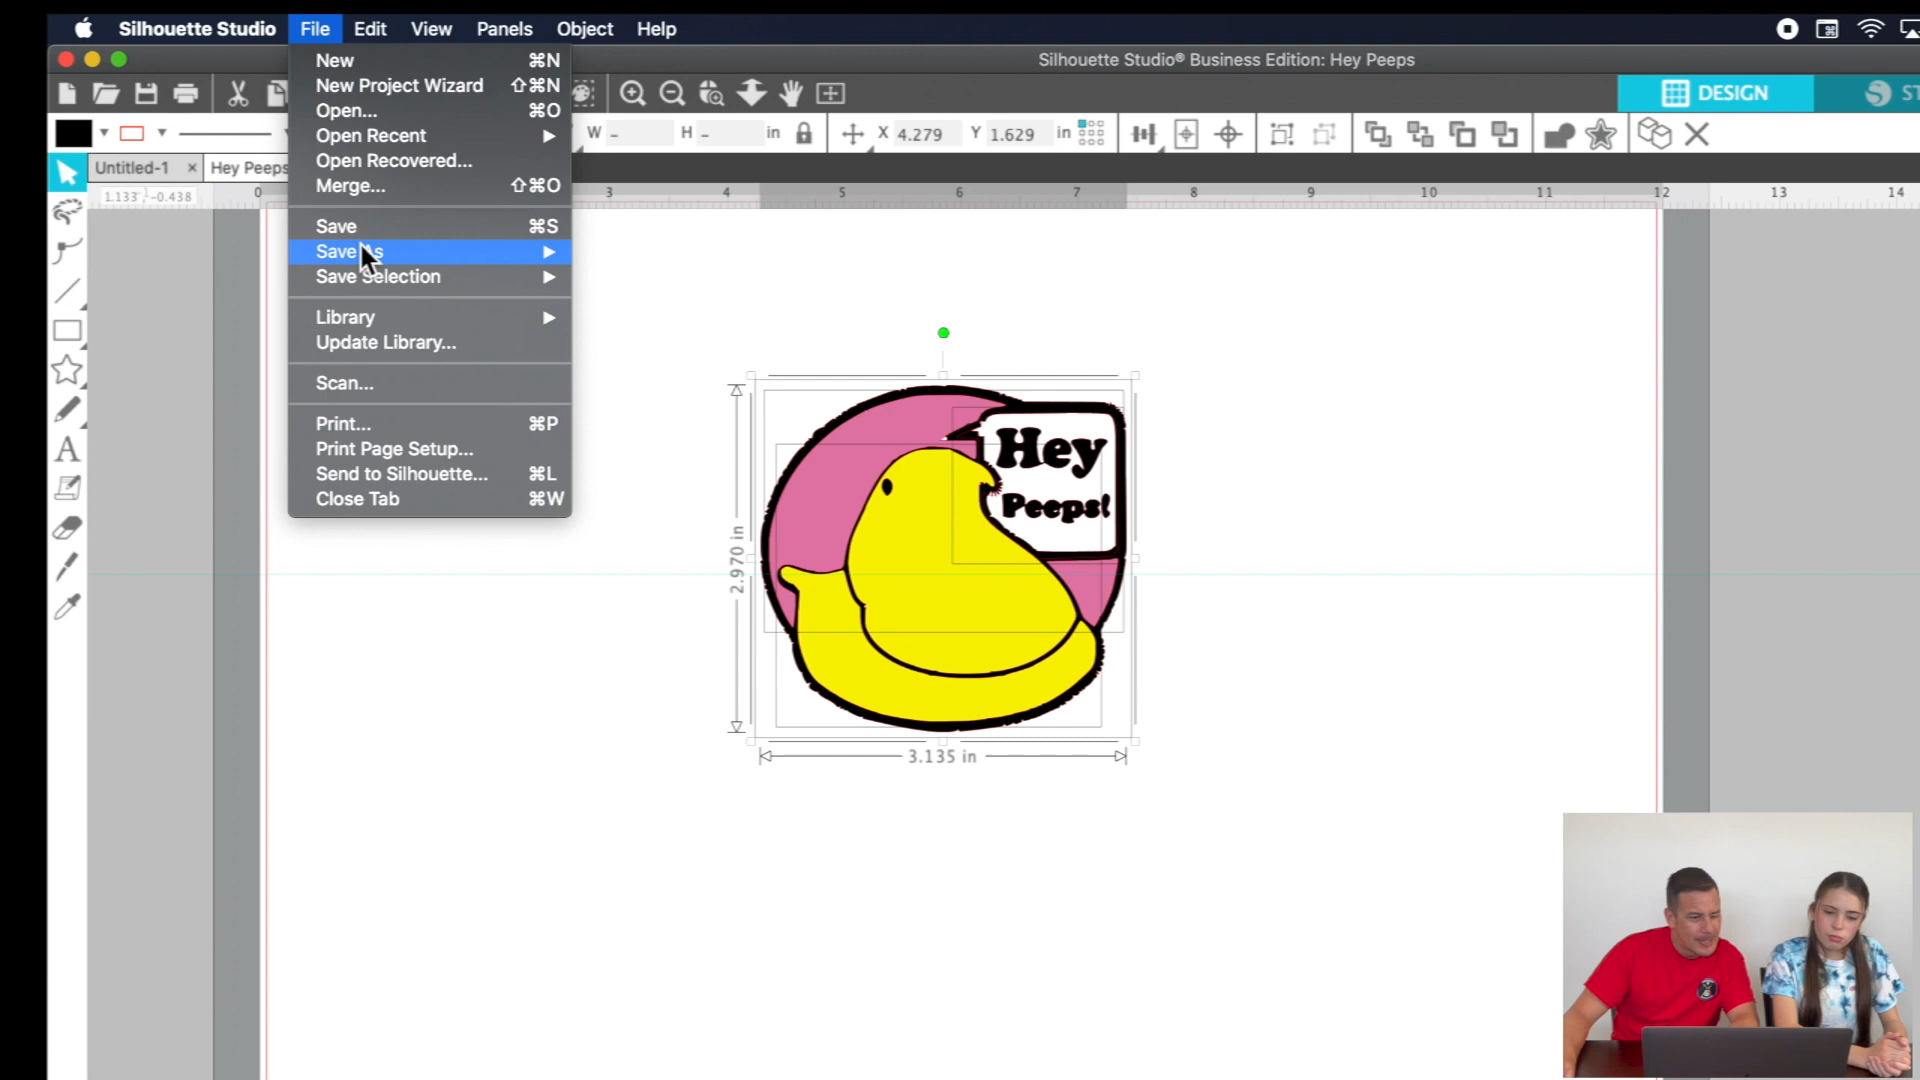 Silhouette Studio File Edit View Panels Object Help
Silhouette Studio® Business Edition: Hey Peeps
New ⌘N
New Project Wizard ⇧⌘N
Open... ⌘O
Open Recent
Open Recovered...
Merge... ⇧⌘O
Save ⌘S
Save As
Save Selection
Library
Update Library...
Scan...
Print... ⌘P
Print Page Setup...
Send to Silhouette... ⌘L
Close Tab ⌘W
DESIGN
W - H - in X 4.279 Y 1.629 in
Untitled-1 × Hey Peeps
1.133 , -0.438
0 3 4 5 6 7 8 9 10 11 12 13 14
Hey
Peeps!
2.970 in
3.135 in